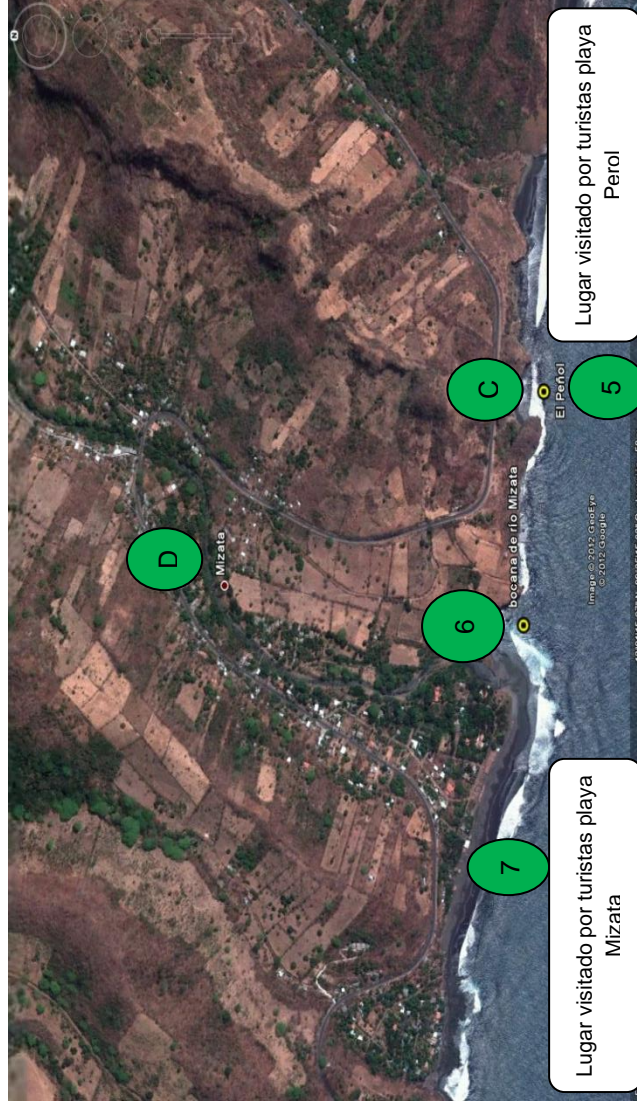 N
D
Mizata
6
C
7
bocana de río Mizata
El Peñol
Image © 2012 GeoEye
© 2012 Google
5
Lugar visitado por turistas playa
Mizata
Lugar visitado por turistas playa
Perol